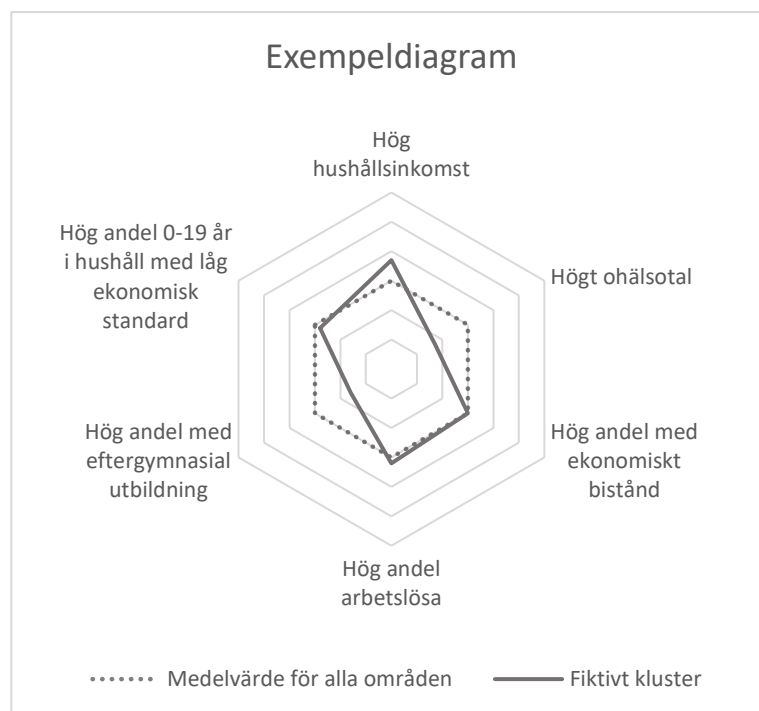 Exempeldiagram
Hög
hushållsinkomst
Högt ohälsotal
Hög andel med
ekonomiskt
bistånd
Hög andel
arbetslösa
Hög andel med
eftergymnasial
utbildning
Hög andel 0-19 år
i hushåll med låg
ekonomisk
standard
Medelvärde för alla områden
Fiktivt kluster